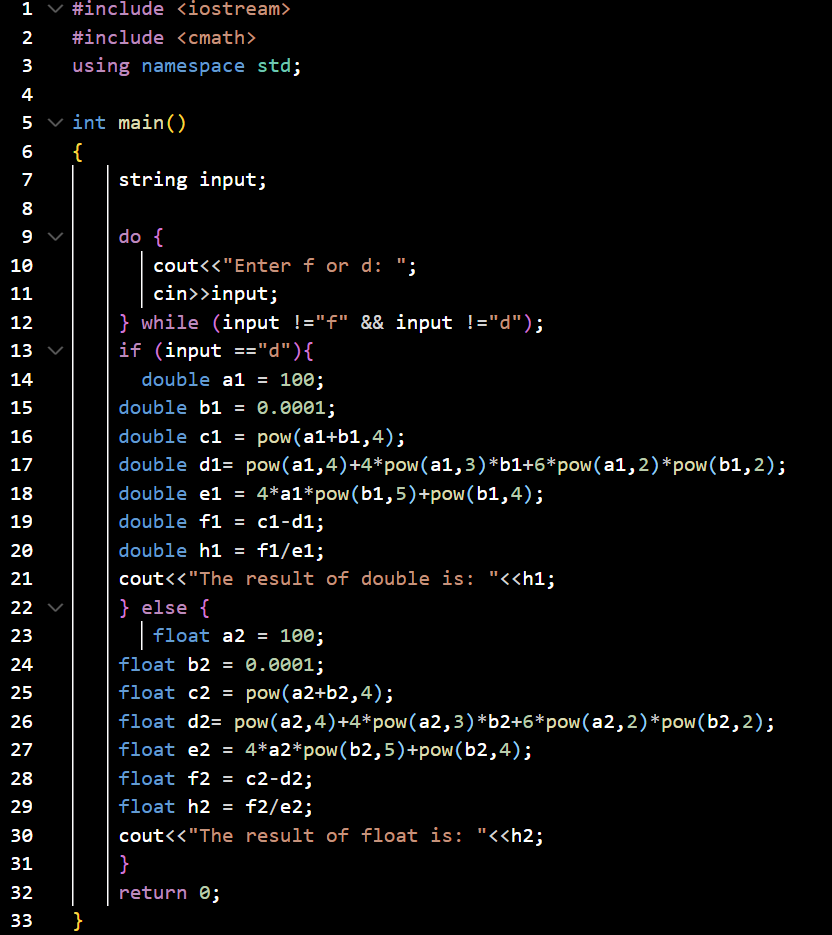 1 #include <iostream>
2 #include <cmath>
3 using namespace std;
4
5 int main()
6 {
7     string input;
8
9     do {
10        cout<<"Enter f or d: ";
11        cin>>input;
12    } while (input !="f" && input !="d");
13    if (input =="d"){
14      double a1 = 100;
15    double b1 = 0.0001;
16    double c1 = pow(a1+b1,4);
17    double d1= pow(a1,4)+4*pow(a1,3)*b1+6*pow(a1,2)*pow(b1,2);
18    double e1 = 4*a1*pow(b1,5)+pow(b1,4);
19    double f1 = c1-d1;
20    double h1 = f1/e1;
21    cout<<"The result of double is: "<<h1;
22    } else {
23       float a2 = 100;
24    float b2 = 0.0001;
25    float c2 = pow(a2+b2,4);
26    float d2= pow(a2,4)+4*pow(a2,3)*b2+6*pow(a2,2)*pow(b2,2);
27    float e2 = 4*a2*pow(b2,5)+pow(b2,4);
28    float f2 = c2-d2;
29    float h2 = f2/e2;
30    cout<<"The result of float is: "<<h2;
31    }
32    return 0;
33 }